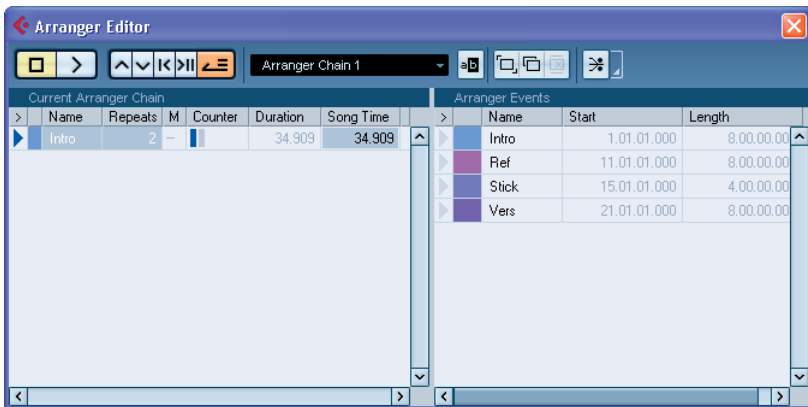 Arranger Editor
Arranger Chain 1
ab
Current Arranger Chain
> Name Repeats M Counter Duration Song Time
Intro 2 – 34.909 34.909
Arranger Events
> Name Start Length
Intro 1.01.01.000 8.00.00.00
Ref 11.01.01.000 8.00.00.00
Stick 15.01.01.000 4.00.00.00
Vers 21.01.01.000 8.00.00.00